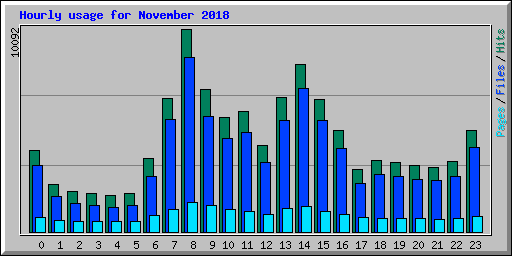 Hourly usage for November 2018
10092
Pages / Files / Hits
0 1 2 3 4 5 6 7 8 9 10 11 12 13 14 15 16 17 18 19 20 21 22 23